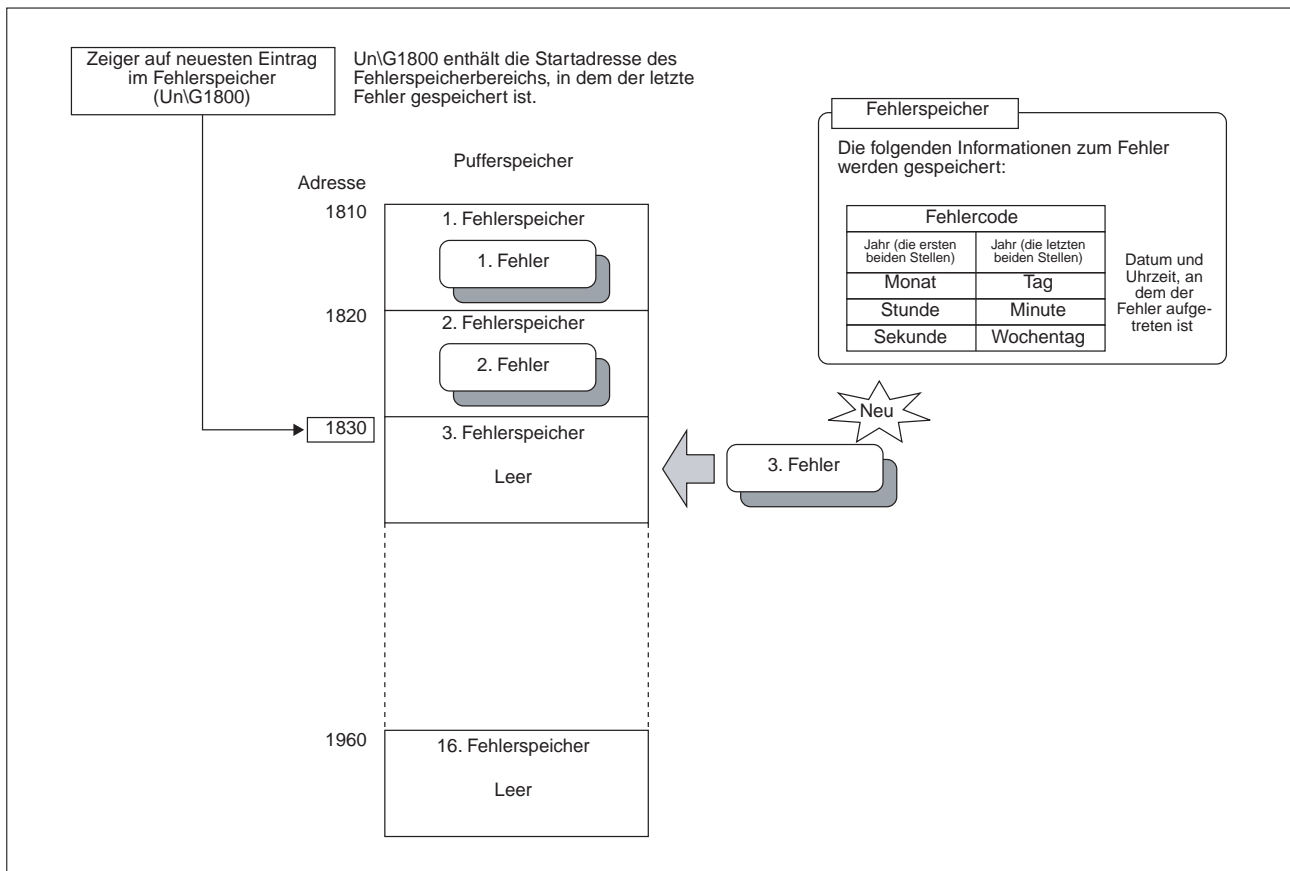 Zeiger auf neuesten Eintrag
im Fehlerspeicher
(Un\G1800)
Un\G1800 enthält die Startadresse des
Fehlerspeicherbereichs, in dem der letzte
Fehler gespeichert ist.
Fehlerspeicher
Die folgenden Informationen zum Fehler
werden gespeichert:
Fehlercode
Jahr (die ersten
beiden Stellen)
Jahr (die letzten
beiden Stellen)
Monat
Tag
Stunde
Minute
Sekunde
Wochentag
Datum und
Uhrzeit, an
dem der
Fehler aufge-
treten ist
Pufferspeicher
Adresse
1810
1. Fehlerspeicher
1. Fehler
1820
2. Fehlerspeicher
2. Fehler
1830
3. Fehlerspeicher
Leer
Neu
3. Fehler
1960
16. Fehlerspeicher
Leer